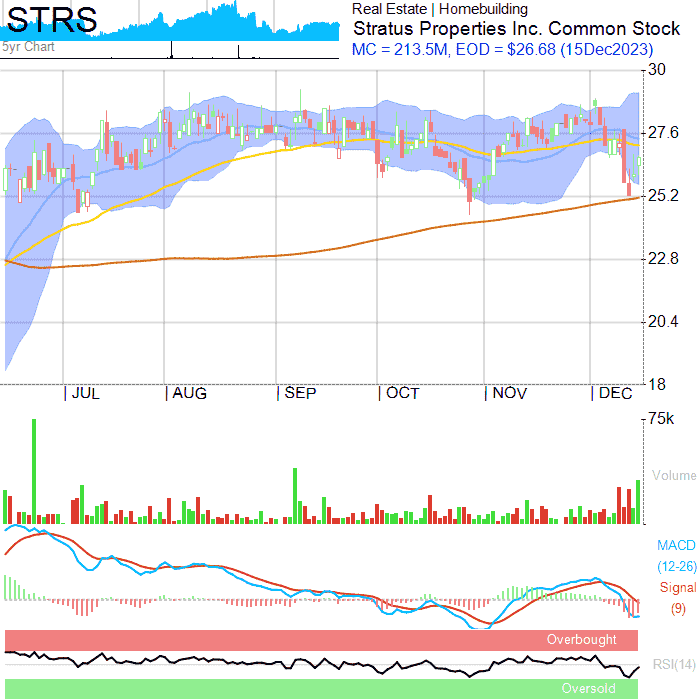 STRS
5yr Chart
Real Estate | Homebuilding
Stratus Properties Inc. Common Stock
MC = 213.5M, EOD = $26.68 (15Dec2023)
30
27.6
25.2
22.8
20.4
18
JUL AUG SEP OCT NOV DEC
75k
Volume
MACD
(12-26)
Signal
(9)
Overbought
RSI(14)
Oversold